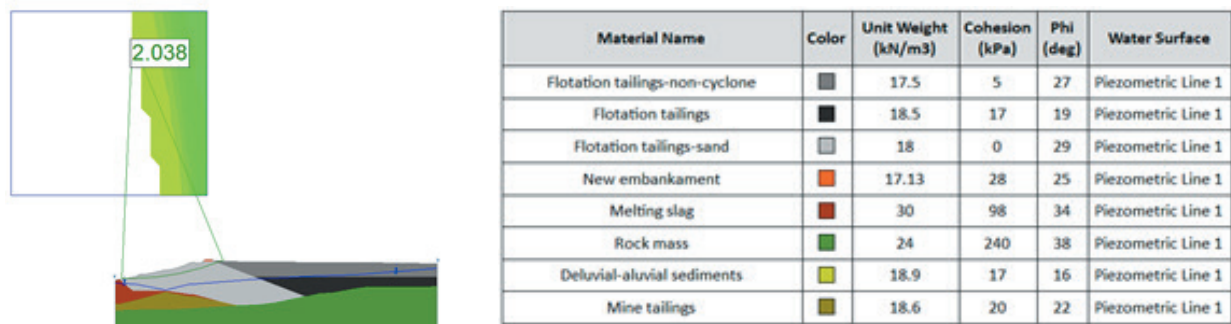 2.038
Material Name Color Unit Weight (kN/m3) Cohesion (kPa) Phi (deg) Water Surface
Flotation tailings-non-cyclone 17.5 5 27 Piezometric Line 1
Flotation tailings 18.5 17 19 Piezometric Line 1
Flotation tailings-sand 18 0 29 Piezometric Line 1
New embankament 17.13 28 25 Piezometric Line 1
Melting slag 30 98 34 Piezometric Line 1
Rock mass 24 240 38 Piezometric Line 1
Deluvial-aluvial sediments 18.9 17 16 Piezometric Line 1
Mine tailings 18.6 20 22 Piezometric Line 1